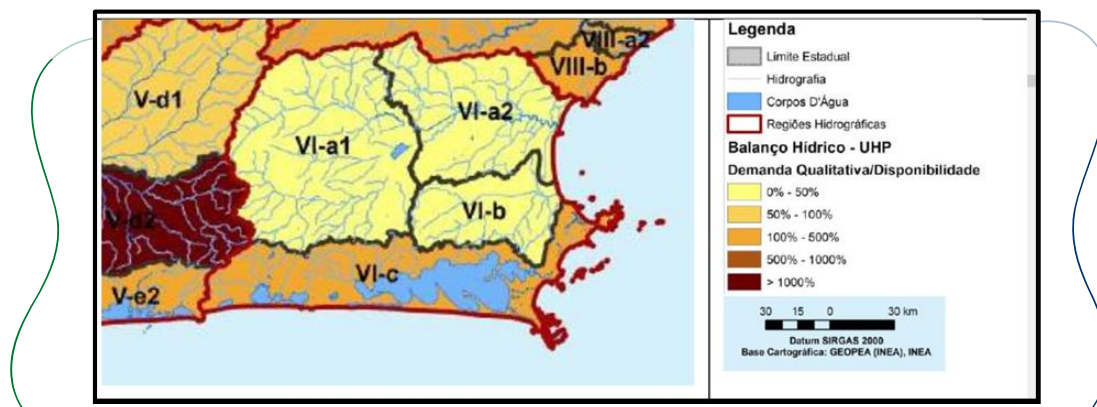 VIII-a2
VIII-b
V-d1
VI-a2
VI-a1
VI-b
V-d2
VI-c
V-e2
Legenda
Limite Estadual
Hidrografia
Corpos D'Água
Regiões Hidrográficas
Balanço Hídrico - UHP
Demanda Qualitativa/Disponibilidade
0% - 50%
50% - 100%
100% - 500%
500% - 1000%
> 1000%
30 15 0 30 km
Datum SIRGAS 2000
Base Cartográfica: GEOPEA (INEA), INEA